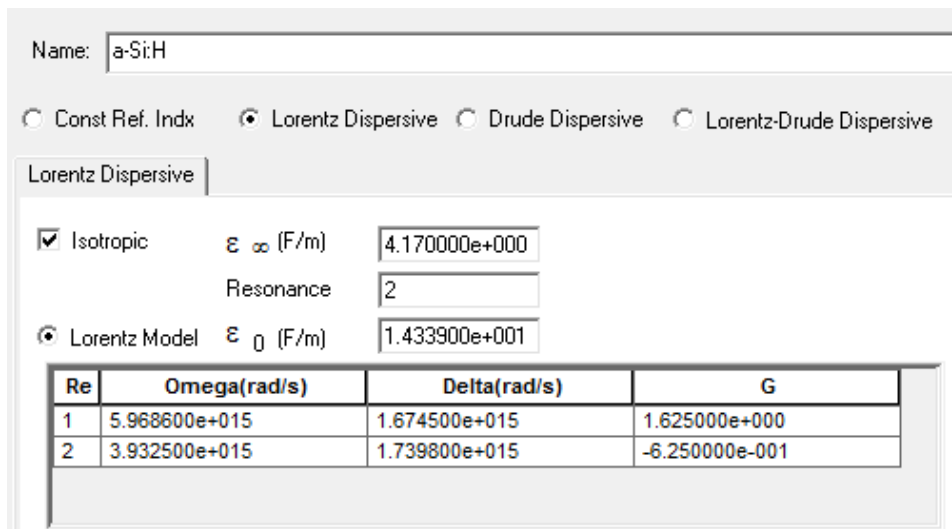 Name: a-Si:H
Const Ref. Indx Lorentz Dispersive Drude Dispersive Lorentz-Drude Dispersive
Lorentz Dispersive
Isotropic ε ∞ (F/m) 4.170000e+000
Resonance 2
Lorentz Model ε 0 (F/m) 1.433900e+001
Re Omega(rad/s) Delta(rad/s) G
1 5.968600e+015 1.674500e+015 1.625000e+000
2 3.932500e+015 1.739800e+015 -6.250000e-001